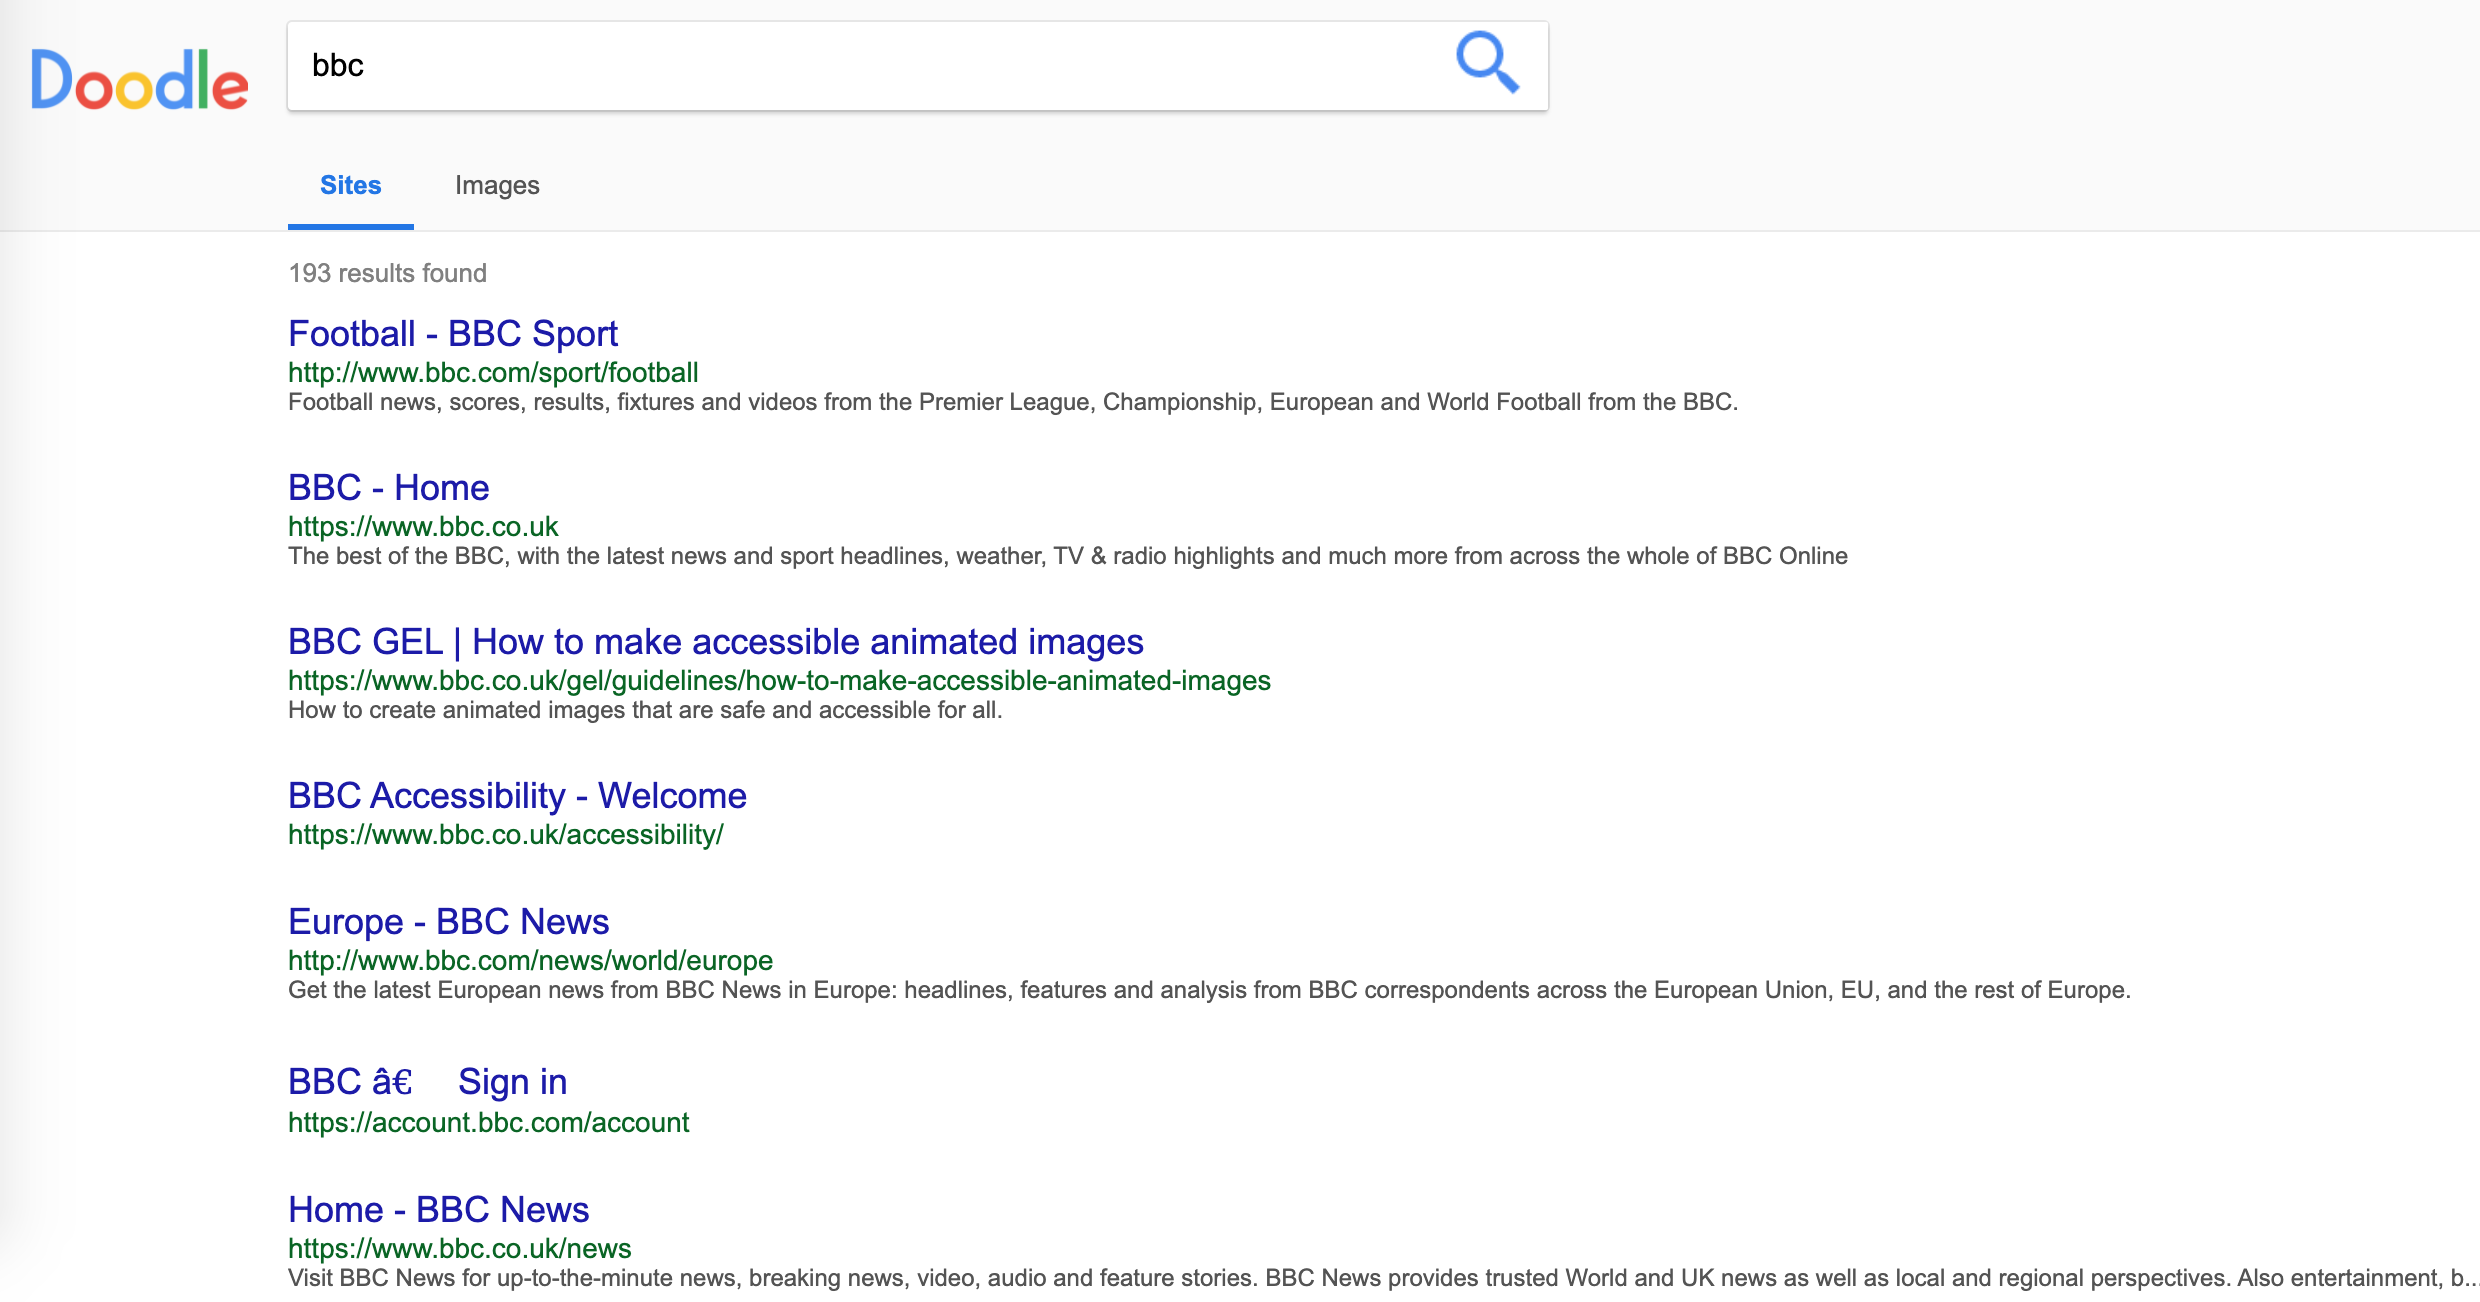 Doodle
bbc
Sites Images
193 results found
Football - BBC Sport
http://www.bbc.com/sport/football
Football news, scores, results, fixtures and videos from the Premier League, Championship, European and World Football from the BBC.
BBC - Home
https://www.bbc.co.uk
The best of the BBC, with the latest news and sport headlines, weather, TV & radio highlights and much more from across the whole of BBC Online
BBC GEL | How to make accessible animated images
https://www.bbc.co.uk/gel/guidelines/how-to-make-accessible-animated-images
How to create animated images that are safe and accessible for all.
BBC Accessibility - Welcome
https://www.bbc.co.uk/accessibility/
Europe - BBC News
http://www.bbc.com/news/world/europe
Get the latest European news from BBC News in Europe: headlines, features and analysis from BBC correspondents across the European Union, EU, and the rest of Europe.
BBC â€ Sign in
https://account.bbc.com/account
Home - BBC News
https://www.bbc.co.uk/news
Visit BBC News for up-to-the-minute news, breaking news, video, audio and feature stories. BBC News provides trusted World and UK news as well as local and regional perspectives. Also entertainment, b...